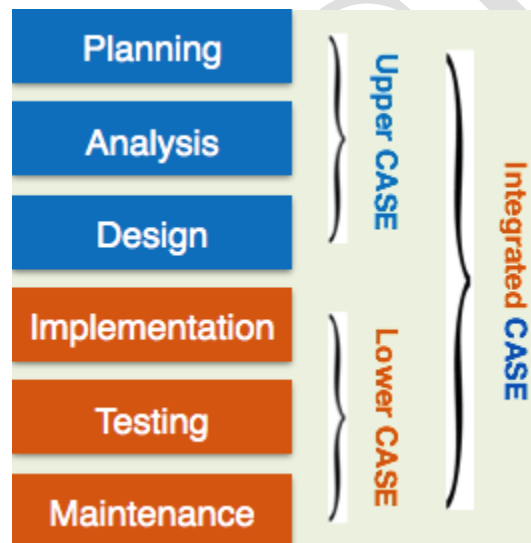 Planning
Analysis
Design
Implementation
Testing
Maintenance
Upper CASE
Lower CASE
Integrated CASE